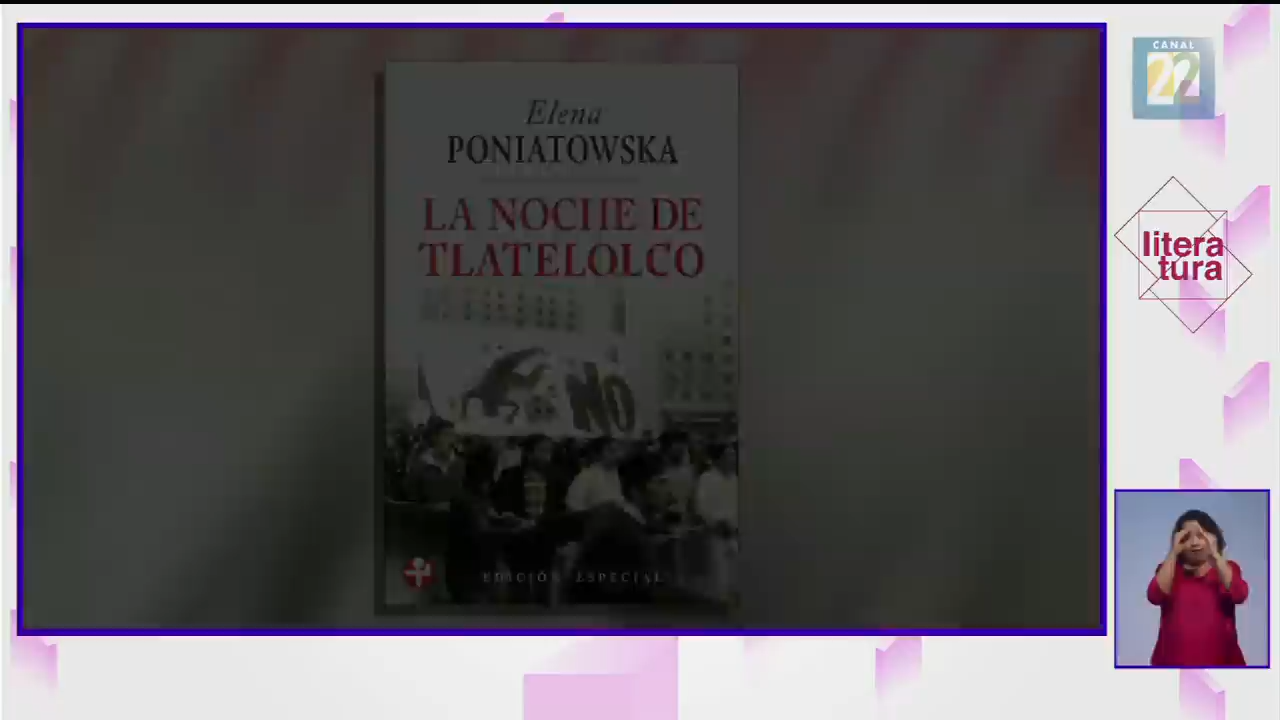 Elena
PONIATOWSKA
LA NOCHE DE
TLATELOLCO
NO
EDICIÓN ESPECIAL
CANAL
22
litera
tura